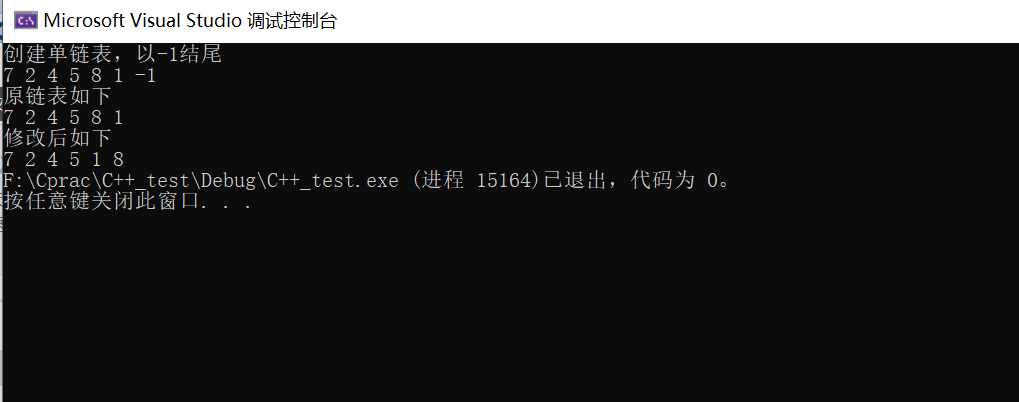 Microsoft Visual Studio 调试控制台
创建单链表，以-1结尾
7 2 4 5 8 1 -1
原链表如下
7 2 4 5 8 1
修改后如下
7 2 4 5 1 8
F:\Cprac\C++_test\Debug\C++_test.exe (进程 15164)已退出，代码为 0。
按任意键关闭此窗口. . .